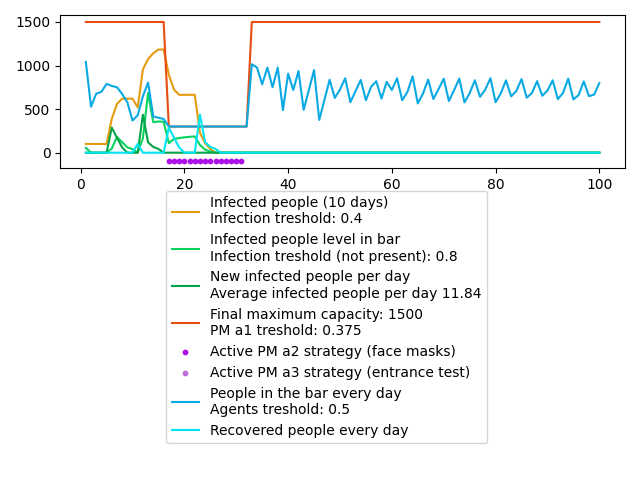 1500
1000
500
0
0
20
40
60
80
100
Infected people (10 days)
Infection treshold: 0.4
Infected people level in bar
Infection treshold (not present): 0.8
New infected people per day
Average infected people per day 11.84
Final maximum capacity: 1500
PM a1 treshold: 0.375
Active PM a2 strategy (face masks)
Active PM a3 strategy (entrance test)
People in the bar every day
Agents treshold: 0.5
Recovered people every day